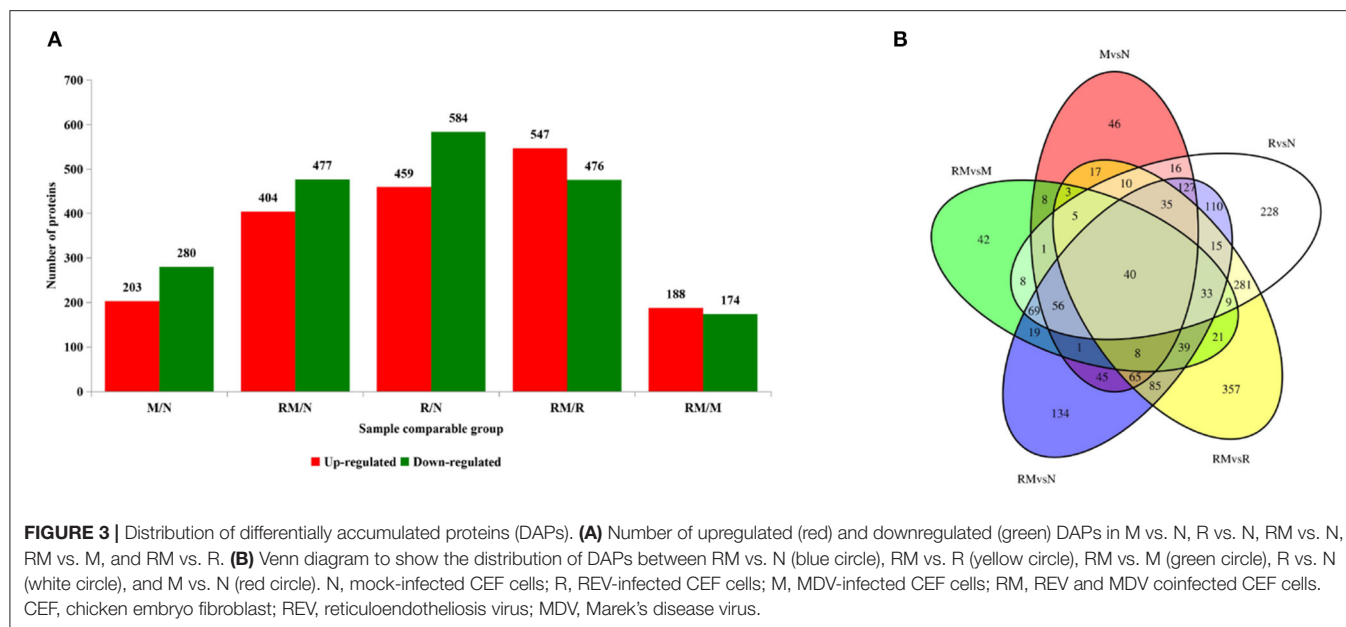 A
B
700
600
500
400
300
200
100
0
Number of proteins
203
280
404
477
459
584
547
476
188
174
M/N
RM/N
R/N
RM/R
RM/M
Sample comparable group
Up-regulated
Down-regulated
MvsN
46
RvsN
RMvsM
17
16
127
10
3
8
35
110
228
5
42
1
15
40
8
281
33
9
69
56
19
21
1
8
39
45
65
85
134
357
RMvsR
RMvsN
FIGURE 3 | Distribution of differentially accumulated proteins (DAPs). (A) Number of upregulated (red) and downregulated (green) DAPs in M vs. N, R vs. N, RM vs. N,
RM vs. M, and RM vs. R. (B) Venn diagram to show the distribution of DAPs between RM vs. N (blue circle), RM vs. R (yellow circle), RM vs. M (green circle), R vs. N
(white circle), and M vs. N (red circle). N, mock-infected CEF cells; R, REV-infected CEF cells; M, MDV-infected CEF cells; RM, REV and MDV coinfected CEF cells.
CEF, chicken embryo fibroblast; REV, reticuloendotheliosis virus; MDV, Marek's disease virus.